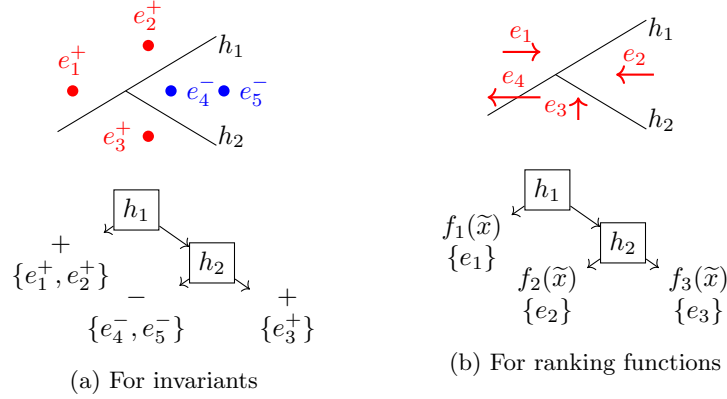 e₂⁺
h₁
e₁⁺
e₄⁻ e₅⁻
e₃⁺
h₂
h₁
+
{e₁⁺, e₂⁺}
h₂
−
{e₄⁻, e₅⁻}
+
{e₃⁺}
(a) For invariants
h₁
e₁
e₂
e₄
e₃
h₂
h₁
f₁(x̃)
{e₁}
h₂
f₂(x̃)
{e₂}
f₃(x̃)
{e₃}
(b) For ranking functions